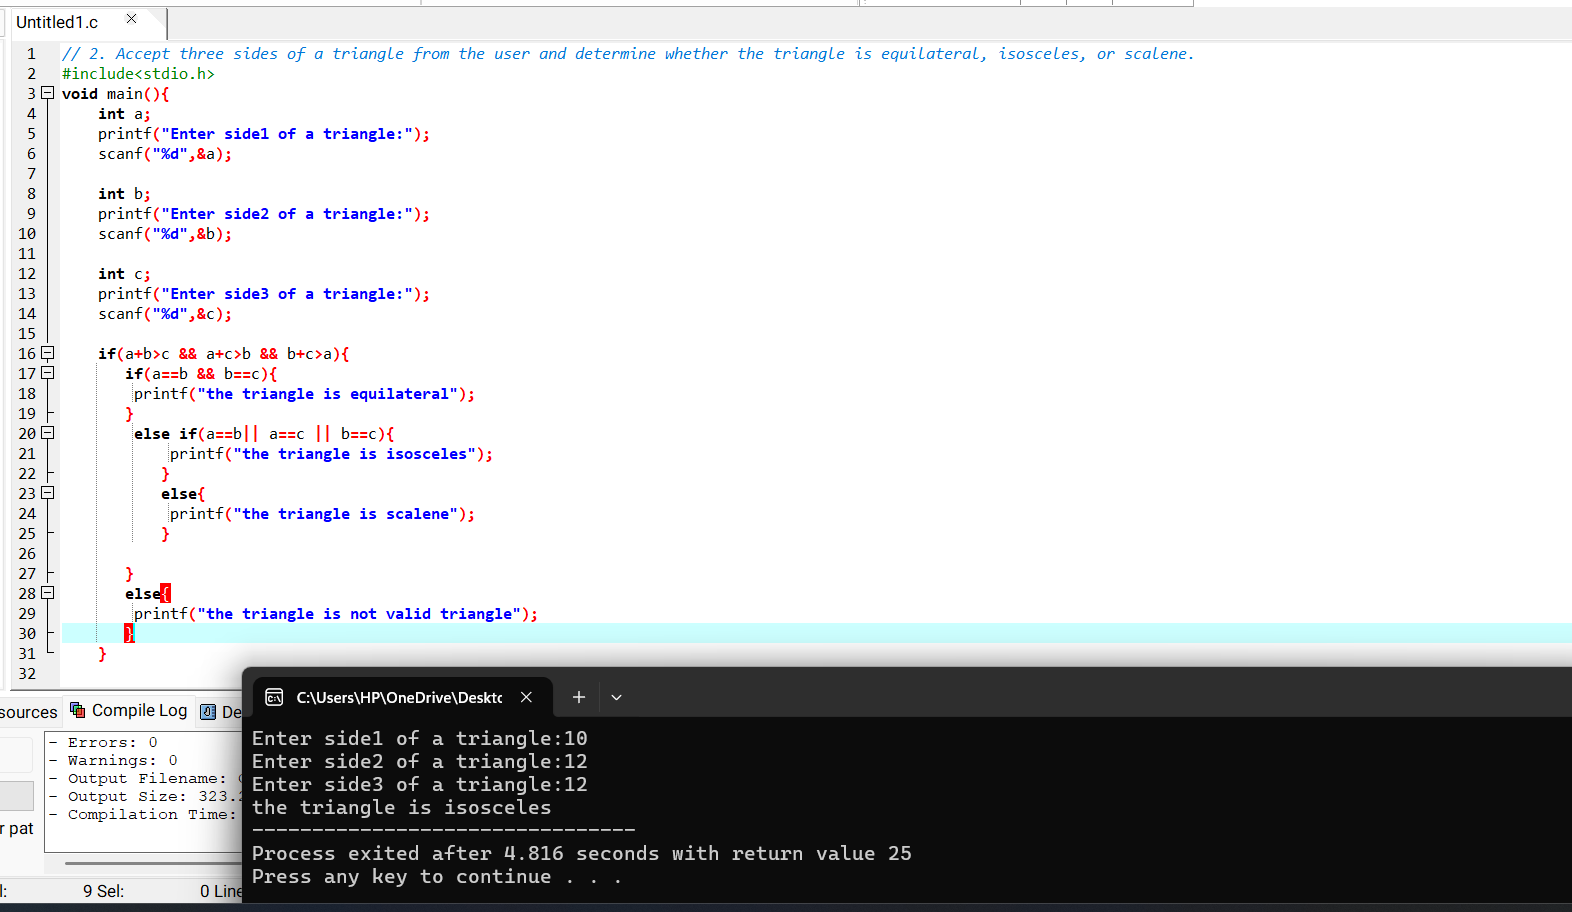 Untitled1.c
1 // 2. Accept three sides of a triangle from the user and determine whether the triangle is equilateral, isosceles, or scalene.
2 #include<stdio.h>
3 void main(){
4 int a;
5 printf("Enter side1 of a triangle:");
6 scanf("%d",&a);
7
8 int b;
9 printf("Enter side2 of a triangle:");
10 scanf("%d",&b);
11
12 int c;
13 printf("Enter side3 of a triangle:");
14 scanf("%d",&c);
15
16 if(a+b>c && a+c>b && b+c>a){
17 if(a==b && b==c){
18 printf("the triangle is equilateral");
19 }
20 else if(a==b|| a==c || b==c){
21 printf("the triangle is isosceles");
22 }
23 else{
24 printf("the triangle is scalene");
25 }
26
27 }
28 else{
29 printf("the triangle is not valid triangle");
30 }
31 }
32
sources Compile Log De
- Errors: 0
- Warnings: 0
- Output Filename:
- Output Size: 323.2
- Compilation Time:
r pat
l: 9 Sel: 0 Line
C:\Users\HP\OneDrive\Deskto
Enter side1 of a triangle:10
Enter side2 of a triangle:12
Enter side3 of a triangle:12
the triangle is isosceles
--------------------------------
Process exited after 4.816 seconds with return value 25
Press any key to continue . . .